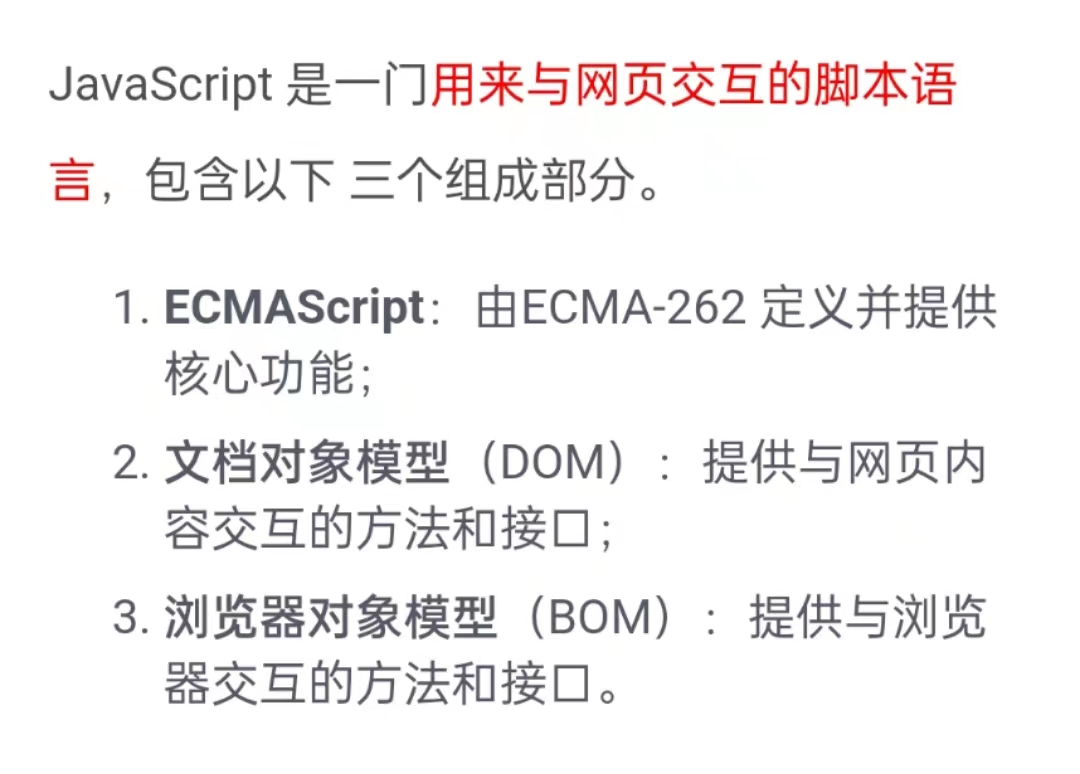 JavaScript 是一门用来与网页交互的脚本语
言，包含以下 三个组成部分。
1. ECMAScript： 由ECMA-262 定义并提供
核心功能；
2. 文档对象模型（DOM）： 提供与网页内
容交互的方法和接口；
3. 浏览器对象模型（BOM）： 提供与浏览
器交互的方法和接口。